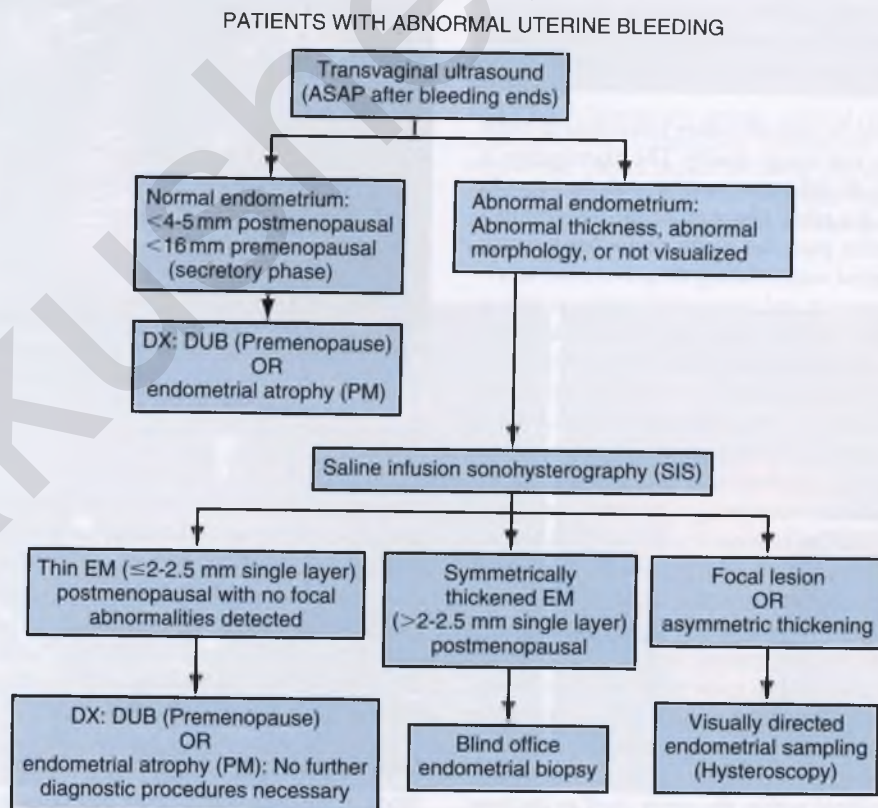 PATIENTS WITH ABNORMAL UTERINE BLEEDING
Transvaginal ultrasound
(ASAP after bleeding ends)
Normal endometrium:
<4-5 mm postmenopausal
<16 mm premenopausal
(secretory phase)
Abnormal endometrium:
Abnormal thickness, abnormal
morphology, or not visualized
DX: DUB (Premenopause)
OR
endometrial atrophy (PM)
Saline infusion sonohysterography (SIS)
Thin EM (≤2-2.5 mm single layer)
postmenopausal with no focal
abnormalities detected
Symmetrically
thickened EM
(>2-2.5 mm single layer)
postmenopausal
Focal lesion
OR
asymmetric thickening
DX: DUB (Premenopause)
OR
endometrial atrophy (PM): No further
diagnostic procedures necessary
Blind office
endometrial biopsy
Visually directed
endometrial sampling
(Hysteroscopy)